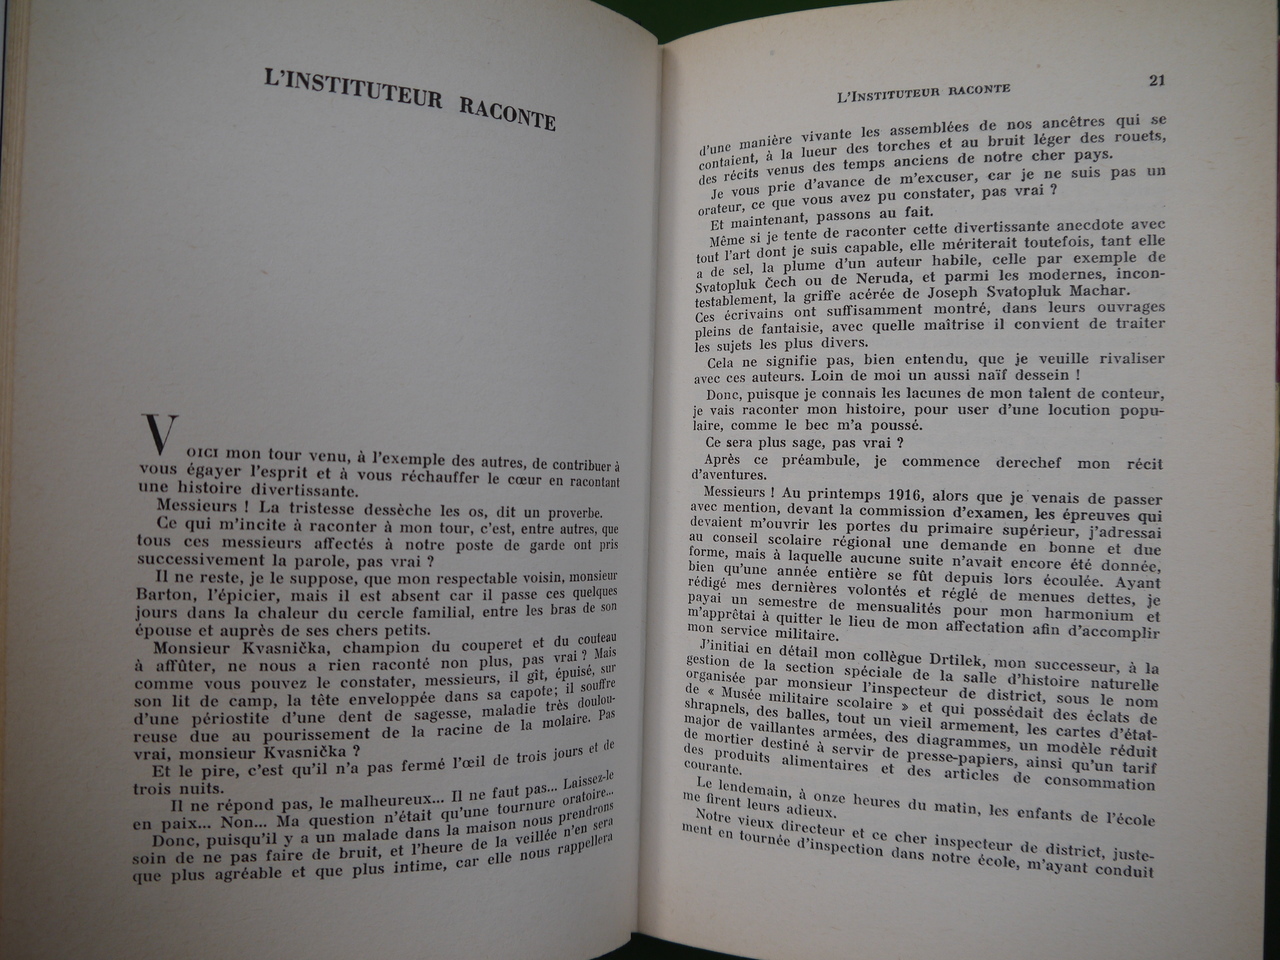 L'INSTITUTEUR RACONTE
VOICI mon tour venu, à l'exemple des autres, de contribuer à
vous égayer l'esprit et à vous réchauffer le cœur en racontant
une histoire divertissante.
Messieurs ! La tristesse dessèche les os, dit un proverbe.
Ce qui m'incite à raconter à mon tour, c'est, entre autres, que
tous ces messieurs affectés à notre poste de garde ont pris
successivement la parole, pas vrai ?
Il ne reste, je le suppose, que mon respectable voisin, monsieur
Barton, l'épicier, mais il est absent car il passe ces quelques
jours dans la chaleur du cercle familial, entre les bras de son
épouse et auprès de ses chers petits.
Monsieur Kvasnička, champion du couperet et du couteau
à affûter, ne nous a rien raconté non plus, pas vrai ? Mais
comme vous pouvez le constater, messieurs, il gît, épuisé, sur
son lit de camp, la tête enveloppée dans sa capote; il souffre
d'une périostite d'une dent de sagesse, maladie très doulou-
reuse due au pourissement de la racine de la molaire. Pas
vrai, monsieur Kvasnička ?
Et le pire, c'est qu'il n'a pas fermé l'œil de trois jours et de
trois nuits.
Il ne répond pas, le malheureux... Il ne faut pas... Laissez-le
en paix... Non... Ma question n'était qu'une tournure oratoire...
Donc, puisqu'il y a un malade dans la maison nous prendrons
soin de ne pas faire de bruit, et l'heure de la veillée n'en sera
que plus agréable et que plus intime, car elle nous rappellera
L'INSTITUTEUR RACONTE
21
d'une manière vivante les assemblées de nos ancêtres qui se
contaient, à la lueur des torches et au bruit léger des rouets,
des récits venus des temps anciens de notre cher pays.
Je vous prie d'avance de m'excuser, car je ne suis pas un
orateur, ce que vous avez pu constater, pas vrai ?
Et maintenant, passons au fait.
Même si je tente de raconter cette divertissante anecdote avec
tout l'art dont je suis capable, elle mériterait toutefois, tant elle
a de sel, la plume d'un auteur habile, celle par exemple de
Svatopluk Čech ou de Neruda, et parmi les modernes, incon-
testablement, la griffe acérée de Joseph Svatopluk Machar.
Ces écrivains ont suffisamment montré, dans leurs ouvrages
pleins de fantaisie, avec quelle maîtrise il convient de traiter
les sujets les plus divers.
Cela ne signifie pas, bien entendu, que je veuille rivaliser
avec ces auteurs. Loin de moi un aussi naïf dessein !
Donc, puisque je connais les lacunes de mon talent de conteur,
je vais raconter mon histoire, pour user d'une locution popu-
laire, comme le bec m'a poussé.
Ce sera plus sage, pas vrai ?
Après ce préambule, je commence derechef mon récit
d'aventures.
Messieurs ! Au printemps 1916, alors que je venais de passer
avec mention, devant la commission d'examen, les épreuves qui
devaient m'ouvrir les portes du primaire supérieur, j'adressai
au conseil scolaire régional une demande en bonne et due
forme, mais à laquelle aucune suite n'avait encore été donnée,
bien qu'une année entière se fût depuis lors écoulée. Ayant
rédigé mes dernières volontés et réglé de menues dettes, je
payai un semestre de mensualités pour mon harmonium et
m'apprêtai à quitter le lieu de mon affectation afin d'accomplir
mon service militaire.
J'initiai en détail mon collègue Drtilek, mon successeur, à la
gestion de la section spéciale de la salle d'histoire naturelle
organisée par monsieur l'inspecteur de district, sous le nom
de « Musée militaire scolaire » et qui possédait des éclats de
shrapnels, des balles, tout un vieil armement, les cartes d'état-
major de vaillantes armées, des diagrammes, un modèle réduit
de mortier destiné à servir de presse-papiers, ainsi qu'un tarif
des produits alimentaires et des articles de consommation
courante.
Le lendemain, à onze heures du matin, les enfants de l'école
me firent leurs adieux.
Notre vieux directeur et ce cher inspecteur de district, juste-
ment en tournée d'inspection dans notre école, m'ayant conduit